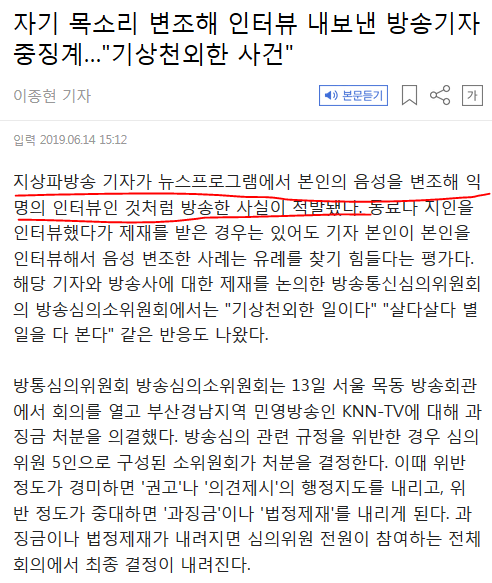 자기 목소리 변조해 인터뷰 내보낸 방송기자
중징계..."기상천외한 사건"
이종현 기자
본문듣기
가
입력 2019.06.14 15:12
지상파방송 기자가 뉴스프로그램에서 본인의 음성을 변조해 익
명의 인터뷰인 것처럼 방송한 사실이 적발됐다. 동료나 지인을
인터뷰했다가 제재를 받은 경우는 있어도 기자 본인이 본인을
인터뷰해서 음성 변조한 사례는 유례를 찾기 힘들다는 평가다.
해당 기자와 방송사에 대한 제재를 논의한 방송통신심의위원회
의 방송심의소위원회에서는 "기상천외한 일이다" "살다살다 별
일을 다 본다" 같은 반응도 나왔다.
방통심의위원회 방송심의소위원회는 13일 서울 목동 방송회관
에서 회의를 열고 부산경남지역 민영방송인 KNN-TV에 대해 과
징금 처분을 의결했다. 방송심의 관련 규정을 위반한 경우 심의
위원 5인으로 구성된 소위원회가 처분을 결정한다. 이때 위반
정도가 경미하면 '권고'나 '의견제시'의 행정지도를 내리고, 위
반 정도가 중대하면 '과징금'이나 '법정제재'를 내리게 된다. 과
징금이나 법정제재가 내려지면 심의위원 전원이 참여하는 전체
회의에서 최종 결정이 내려진다.